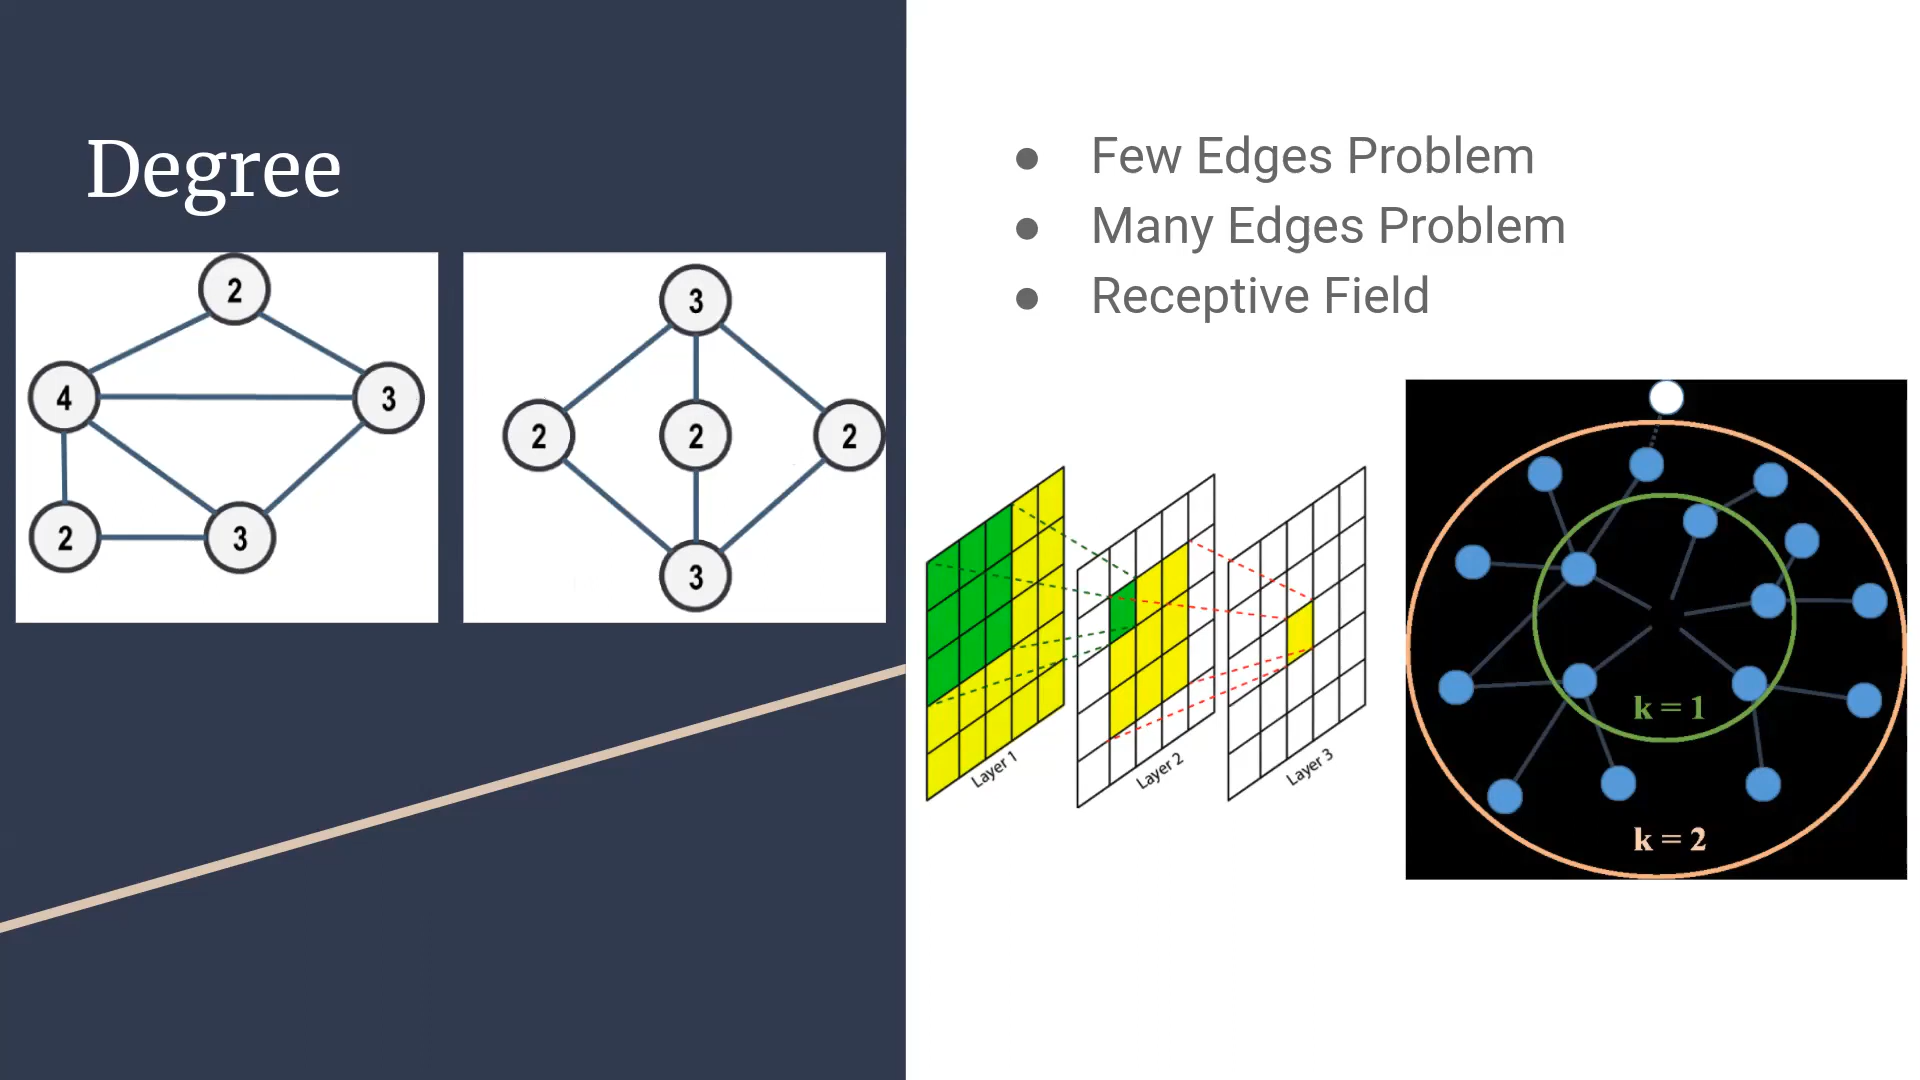 Degree
2
4
3
2
3
3
2
2
2
3
Few Edges Problem
Many Edges Problem
Receptive Field
Layer 1
Layer 2
Layer 3
k = 1
k = 2